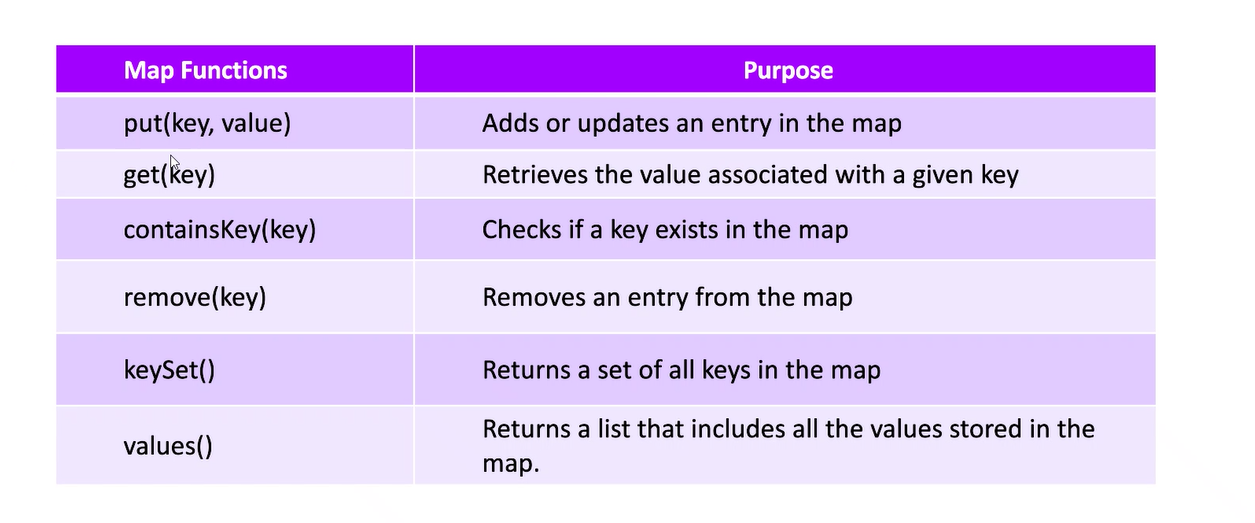 Map Functions
Purpose
put(key, value)
Adds or updates an entry in the map
get(key)
Retrieves the value associated with a given key
containsKey(key)
Checks if a key exists in the map
remove(key)
Removes an entry from the map
keySet()
Returns a set of all keys in the map
values()
Returns a list that includes all the values stored in the
map.